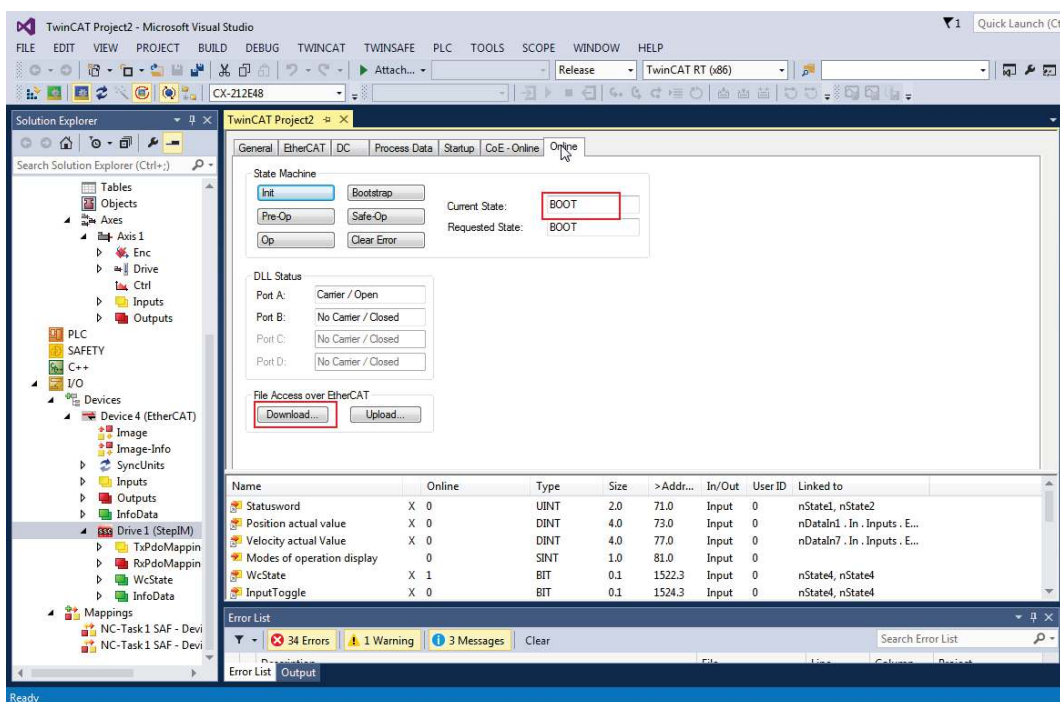 TwinCAT Project2 - Microsoft Visual Studio
1 Quick Launch (Ct
FILE EDIT VIEW PROJECT BUILD DEBUG TWINCAT TWINSAFE PLC TOOLS SCOPE WINDOW HELP
Attach... Release TwinCAT RT (x86)
CX-212E48
Solution Explorer
Search Solution Explorer (Ctrl+;)
Tables
Objects
Axes
Axis 1
Enc
Drive
Ctrl
Inputs
Outputs
PLC
SAFETY
C++
I/O
Devices
Device 4 (EtherCAT)
Image
Image-Info
SyncUnits
Inputs
Outputs
InfoData
Drive 1 (StepIM)
TxPdoMappin
RxPdoMappin
WcState
InfoData
Mappings
NC-Task 1 SAF - Devi
NC-Task 1 SAF - Devi
TwinCAT Project2
General EtherCAT DC Process Data Startup CoE - Online Online
State Machine
Init Bootstrap
Pre-Op Safe-Op
Op Clear Error
Current State: BOOT
Requested State: BOOT
DLL Status
Port A: Carrier / Open
Port B: No Carrier / Closed
Port C: No Carrier / Closed
Port D: No Carrier / Closed
File Access over EtherCAT
Download... Upload...
Name Online Type Size >Addr... In/Out User ID Linked to
Statusword X 0 UINT 2.0 71.0 Input 0 nState1, nState2
Position actual value X 0 DINT 4.0 73.0 Input 0 nDataIn1 . In . Inputs . E...
Velocity actual Value X 0 DINT 4.0 77.0 Input 0 nDataIn7 . In . Inputs . E...
Modes of operation display 0 SINT 1.0 81.0 Input 0
WcState X 1 BIT 0.1 1522.3 Input 0 nState4, nState4
InputToggle X 0 BIT 0.1 1524.3 Input 0 nState4, nState4
Error List
34 Errors 1 Warning 3 Messages Clear Search Error List
Description File Line Column Project
Error List Output
Ready